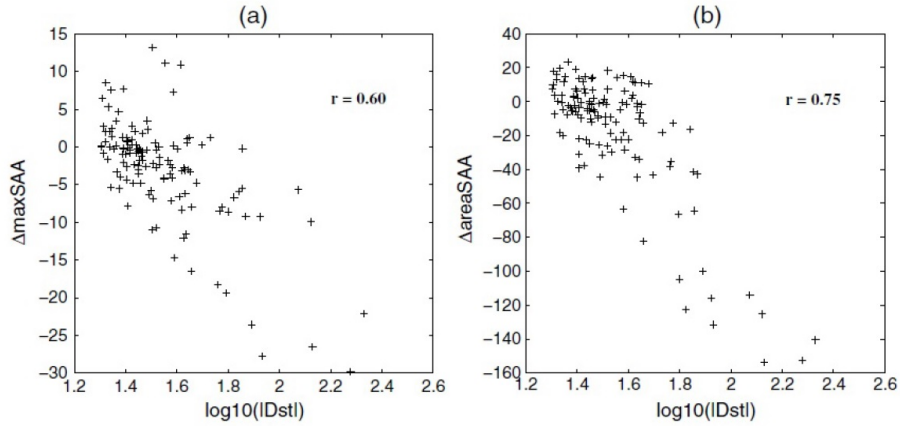 (a)
15
10
5
0
−5
−10
−15
−20
−25
−30
ΔmaxSAA
r = 0.60
1.2 1.4 1.6 1.8 2 2.2 2.4 2.6
log10(|Dst|)
(b)
40
20
0
−20
−40
−60
−80
−100
−120
−140
−160
ΔareaSAA
r = 0.75
1.2 1.4 1.6 1.8 2 2.2 2.4 2.6
log10(|Dst|)